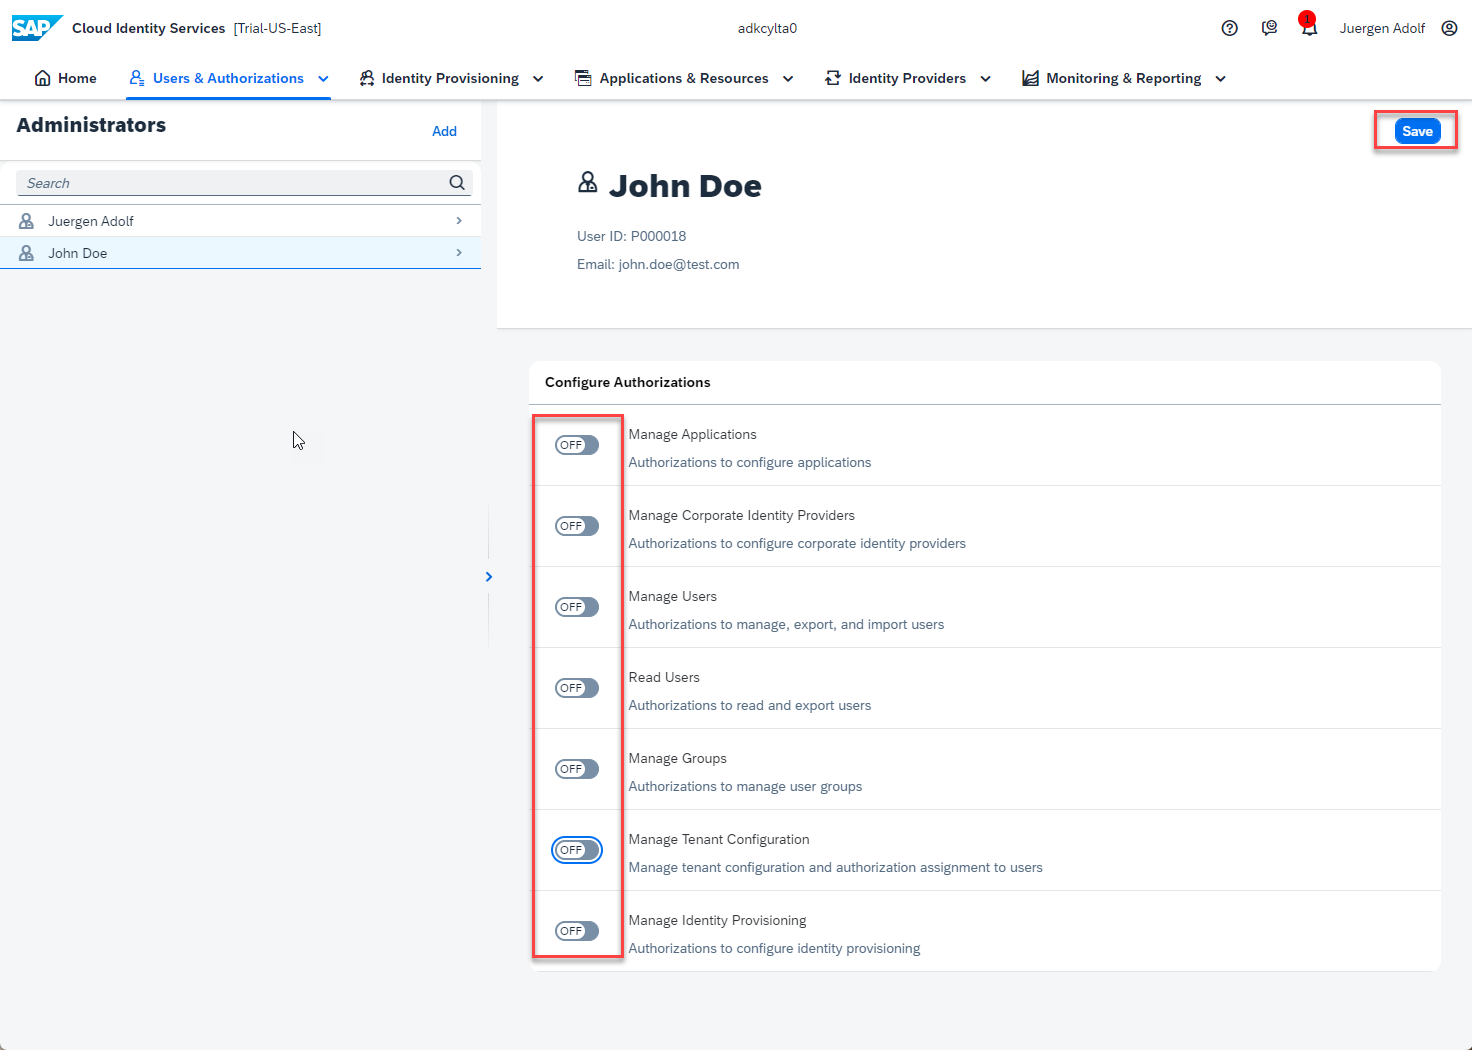 SAP Cloud Identity Services [Trial-US-East] adkcylta0 1 Juergen Adolf
Home Users & Authorizations Identity Provisioning Applications & Resources Identity Providers Monitoring & Reporting
Administrators
Add
Search
Juergen Adolf
John Doe
Save
John Doe
User ID: P000018
Email: john.doe@test.com
Configure Authorizations
OFF Manage Applications
Authorizations to configure applications
OFF Manage Corporate Identity Providers
Authorizations to configure corporate identity providers
OFF Manage Users
Authorizations to manage, export, and import users
OFF Read Users
Authorizations to read and export users
OFF Manage Groups
Authorizations to manage user groups
OFF Manage Tenant Configuration
Manage tenant configuration and authorization assignment to users
OFF Manage Identity Provisioning
Authorizations to configure identity provisioning